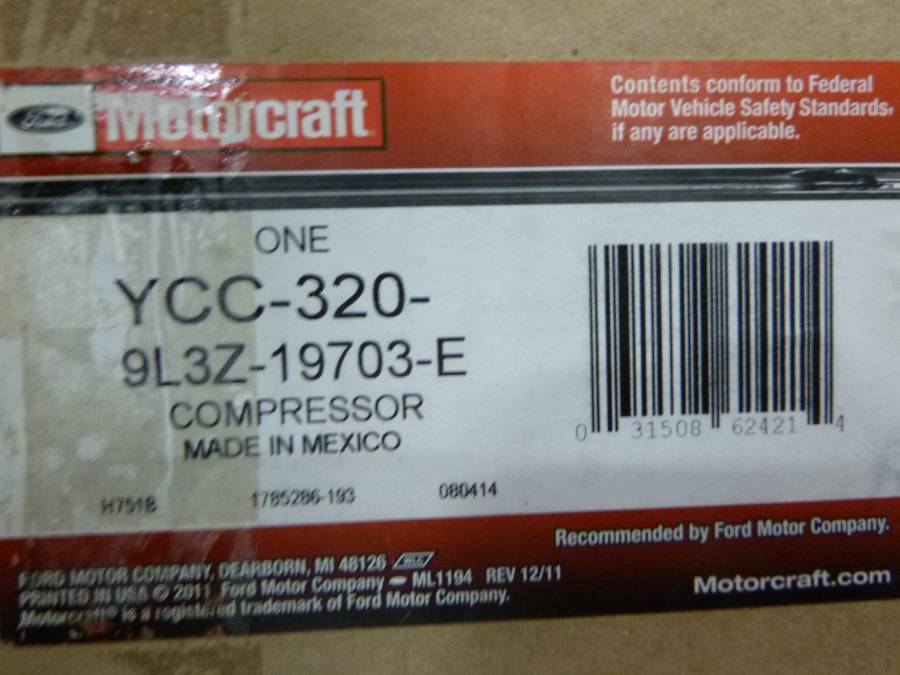 Ford
Motorcraft
Contents conform to Federal
Motor Vehicle Safety Standards,
if any are applicable.
ONE
YCC-320-
9L3Z-19703-E
COMPRESSOR
MADE IN MEXICO
0 31508 62421 4
H751B 1785286-193 080414
Recommended by Ford Motor Company.
FORD MOTOR COMPANY, DEARBORN, MI 48126
PRINTED IN USA © 2011 Ford Motor Company ML1194 REV 12/11
Motorcraft® is a registered trademark of Ford Motor Company.
Motorcraft.com